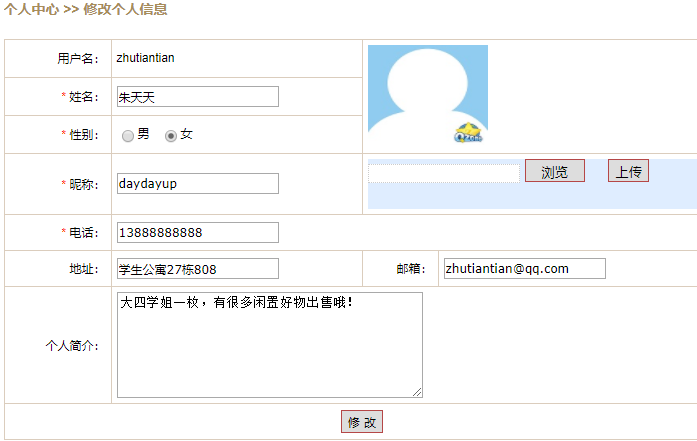 个人中心 >> 修改个人信息
用户名: zhutiantian
* 姓名: 朱天天
* 性别: 男 女
* 昵称: daydayup
浏览 上传
* 电话: 13888888888
地址: 学生公寓27栋808 邮箱: zhutiantian@qq.com
个人简介: 大四学姐一枚，有很多闲置好物出售哦！
修 改